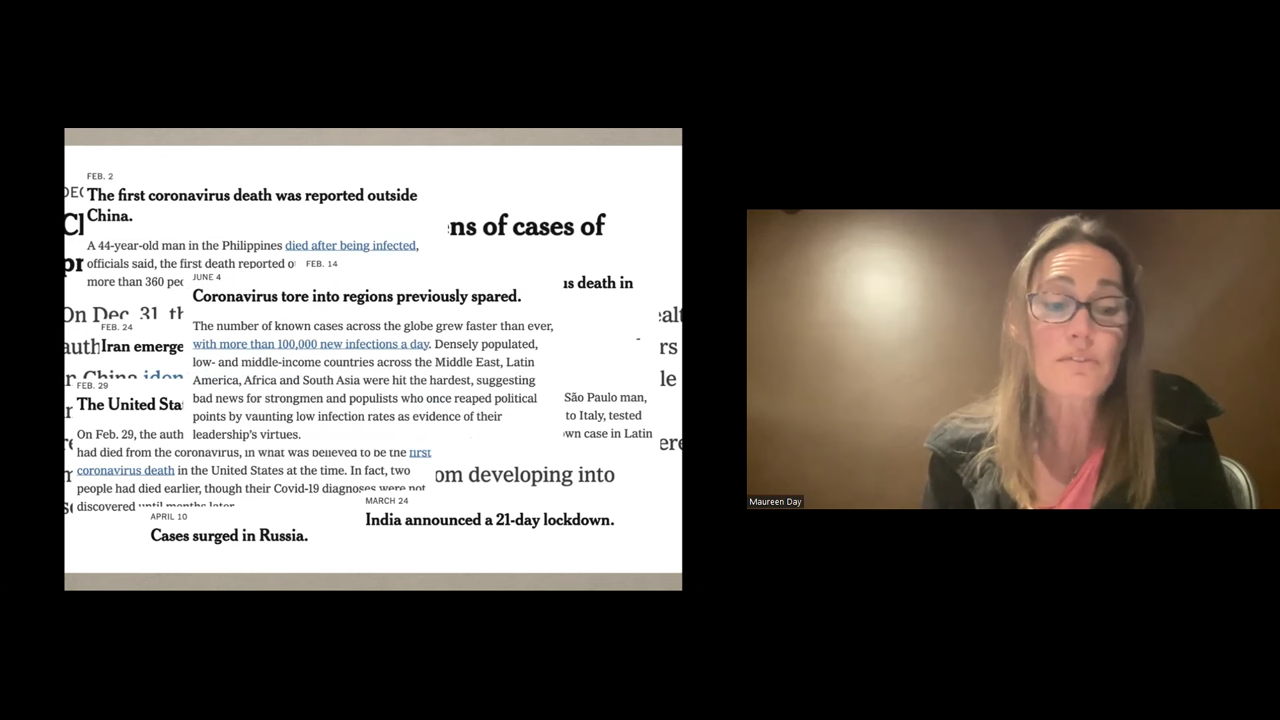 FEB. 2
The first coronavirus death was reported outside
China.
A 44-year-old man in the Philippines died after being infected,
officials said, the first death reported
more than 360
ns of cases of
FEB. 14
us death in
JUNE 4
Coronavirus tore into regions previously spared.
The number of known cases across the globe grew faster than ever,
with more than 100,000 new infections a day. Densely populated,
low- and middle-income countries across the Middle East, Latin
America, Africa and South Asia were hit the hardest, suggesting
bad news for strongmen and populists who once reaped political
points by vaunting low infection rates as evidence of their
leadership's virtues.
On Dec. 31, th
FEB. 24
Iran emerge
FEB. 29
The United Sta
On Feb. 29, the auth
had died from the coronavirus, in what was believed to be the first
coronavirus death in the United States at the time. In fact, two
people had died earlier, though their Covid-19 diagnoses were not
discovered until months later.
São Paulo man,
to Italy, tested
wn case in Latin
om developing into
MARCH 24
India announced a 21-day lockdown.
APRIL 10
Cases surged in Russia.
Maureen Day